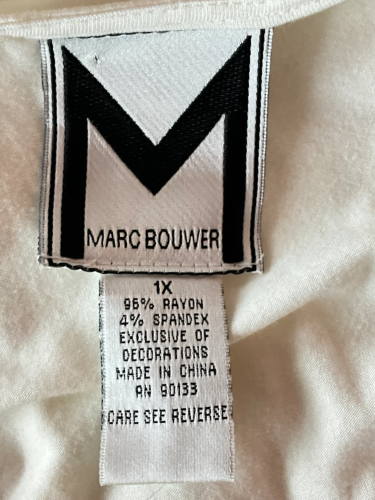 M
MARC BOUWER
1X
96% RAYON
4% SPANDEX
EXCLUSIVE OF
DECORATIONS
MADE IN CHINA
RN 90133
CARE SEE REVERSE